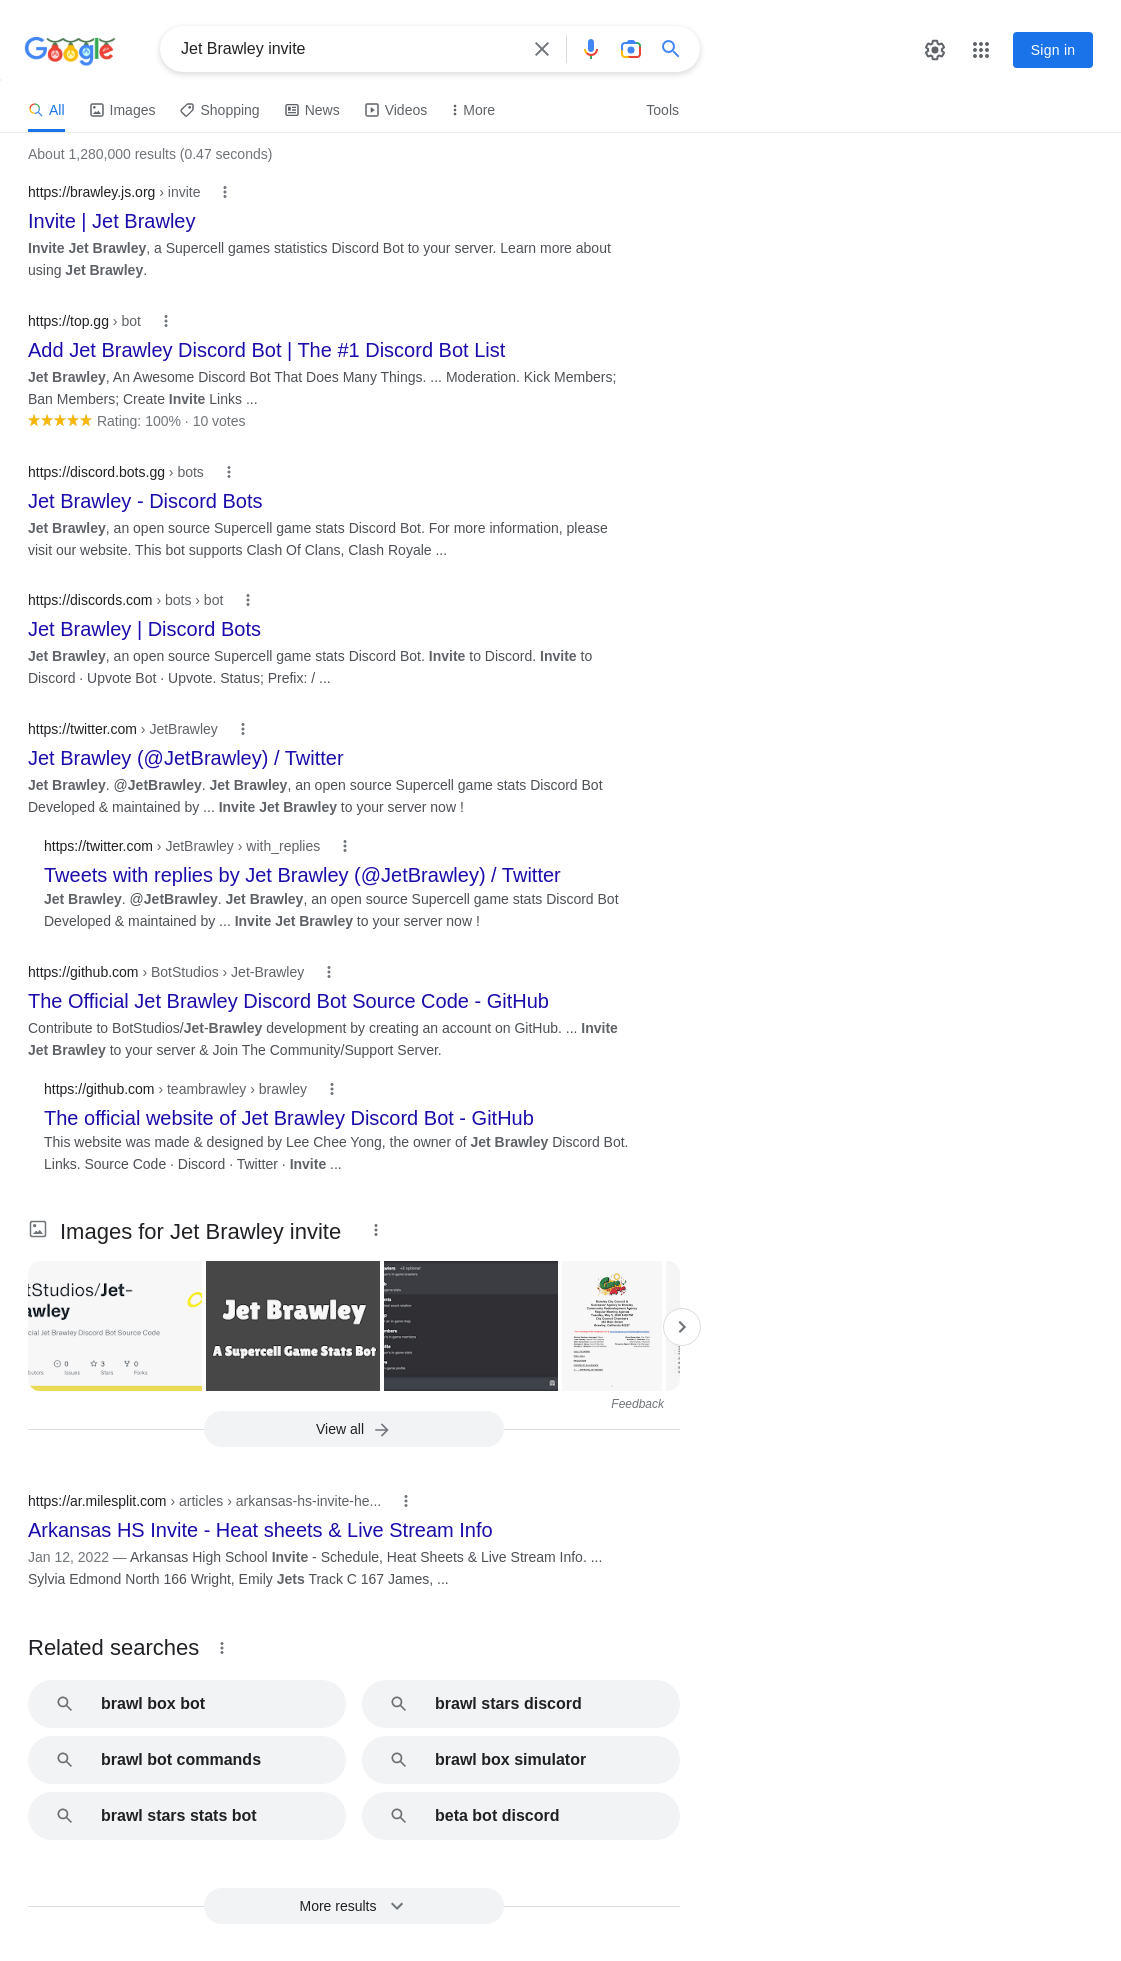 Google
Jet Brawley invite
Sign in
All Images Shopping News Videos More Tools
About 1,280,000 results (0.47 seconds)
https://brawley.js.org › invite
Invite | Jet Brawley
Invite Jet Brawley, a Supercell games statistics Discord Bot to your server. Learn more about
using Jet Brawley.
https://top.gg › bot
Add Jet Brawley Discord Bot | The #1 Discord Bot List
Jet Brawley, An Awesome Discord Bot That Does Many Things. ... Moderation. Kick Members;
Ban Members; Create Invite Links ...
Rating: 100% · 10 votes
https://discord.bots.gg › bots
Jet Brawley - Discord Bots
Jet Brawley, an open source Supercell game stats Discord Bot. For more information, please
visit our website. This bot supports Clash Of Clans, Clash Royale ...
https://discords.com › bots › bot
Jet Brawley | Discord Bots
Jet Brawley, an open source Supercell game stats Discord Bot. Invite to Discord. Invite to
Discord · Upvote Bot · Upvote. Status; Prefix: / ...
https://twitter.com › JetBrawley
Jet Brawley (@JetBrawley) / Twitter
Jet Brawley. @JetBrawley. Jet Brawley, an open source Supercell game stats Discord Bot
Developed & maintained by ... Invite Jet Brawley to your server now !
https://twitter.com › JetBrawley › with_replies
Tweets with replies by Jet Brawley (@JetBrawley) / Twitter
Jet Brawley. @JetBrawley. Jet Brawley, an open source Supercell game stats Discord Bot
Developed & maintained by ... Invite Jet Brawley to your server now !
https://github.com › BotStudios › Jet-Brawley
The Official Jet Brawley Discord Bot Source Code - GitHub
Contribute to BotStudios/Jet-Brawley development by creating an account on GitHub. ... Invite
Jet Brawley to your server & Join The Community/Support Server.
https://github.com › teambrawley › brawley
The official website of Jet Brawley Discord Bot - GitHub
This website was made & designed by Lee Chee Yong, the owner of Jet Brawley Discord Bot.
Links. Source Code · Discord · Twitter · Invite ...
Images for Jet Brawley invite
tStudios/Jet-
awley
cial Jet Brawley Discord Bot Source Code
0 3 0
butors Issues Stars Forks
Jet Brawley
A Supercell Game Stats Bot
Feedback
View all
https://ar.milesplit.com › articles › arkansas-hs-invite-he...
Arkansas HS Invite - Heat sheets & Live Stream Info
Jan 12, 2022 — Arkansas High School Invite - Schedule, Heat Sheets & Live Stream Info. ...
Sylvia Edmond North 166 Wright, Emily Jets Track C 167 James, ...
Related searches
brawl box bot
brawl stars discord
brawl bot commands
brawl box simulator
brawl stars stats bot
beta bot discord
More results